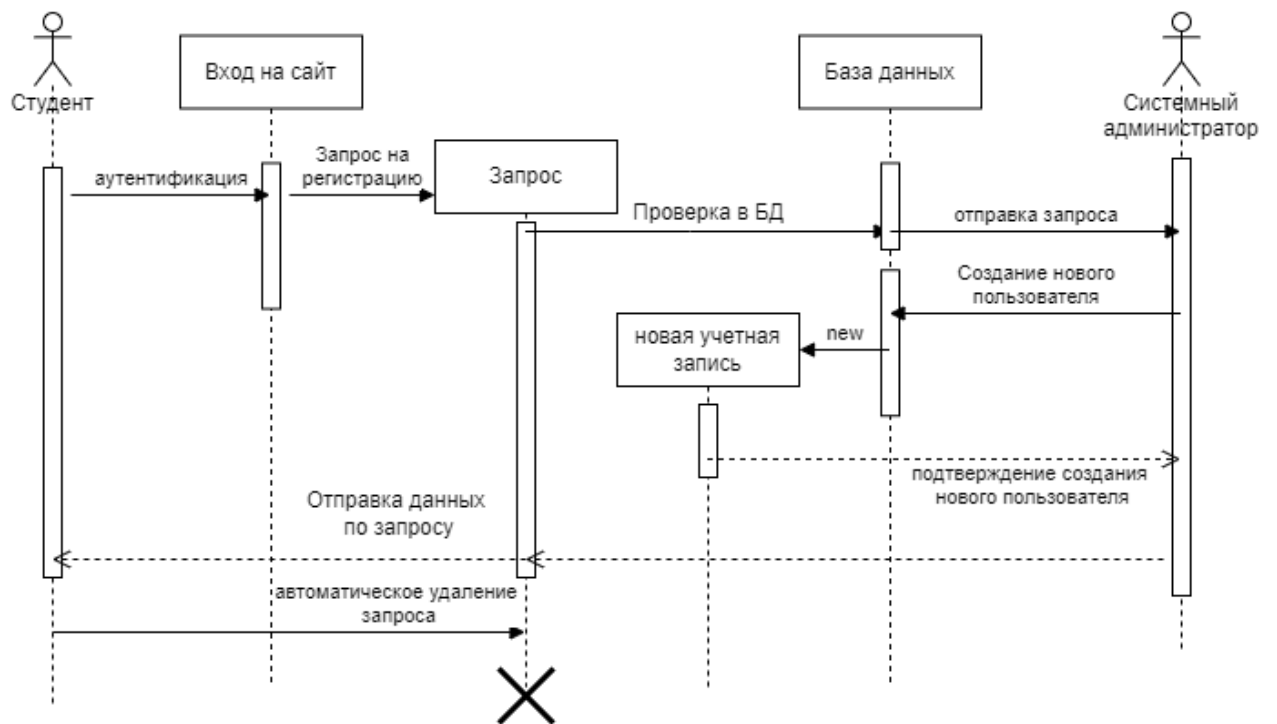 Студент
Вход на сайт
База данных
Системный
администратор
аутентификация
Запрос на
регистрацию
Запрос
Проверка в БД
отправка запроса
Создание нового
пользователя
новая учетная
запись
new
подтверждение создания
нового пользователя
Отправка данных
по запросу
автоматическое удаление
запроса